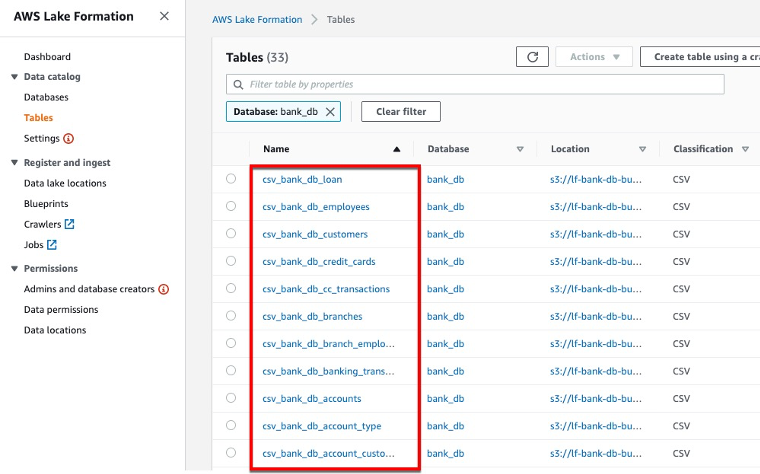 AWS Lake Formation
Dashboard
Data catalog
Databases
Tables
Settings
Register and ingest
Data lake locations
Blueprints
Crawlers
Jobs
Permissions
Admins and database creators
Data permissions
Data locations
AWS Lake Formation > Tables
Tables (33)
Actions
Create table using a cra
Filter table by properties
Database: bank_db
Clear filter
Name Database Location Classification
csv_bank_db_loan bank_db s3://lf-bank-db-bu... CSV
csv_bank_db_employees bank_db s3://lf-bank-db-bu... CSV
csv_bank_db_customers bank_db s3://lf-bank-db-bu... CSV
csv_bank_db_credit_cards bank_db s3://lf-bank-db-bu... CSV
csv_bank_db_cc_transactions bank_db s3://lf-bank-db-bu... CSV
csv_bank_db_branches bank_db s3://lf-bank-db-bu... CSV
csv_bank_db_branch_emplo... bank_db s3://lf-bank-db-bu... CSV
csv_bank_db_banking_trans... bank_db s3://lf-bank-db-bu... CSV
csv_bank_db_accounts bank_db s3://lf-bank-db-bu... CSV
csv_bank_db_account_type bank_db s3://lf-bank-db-bu... CSV
csv_bank_db_account_custo... bank_db s3://lf-bank-db-bu... CSV